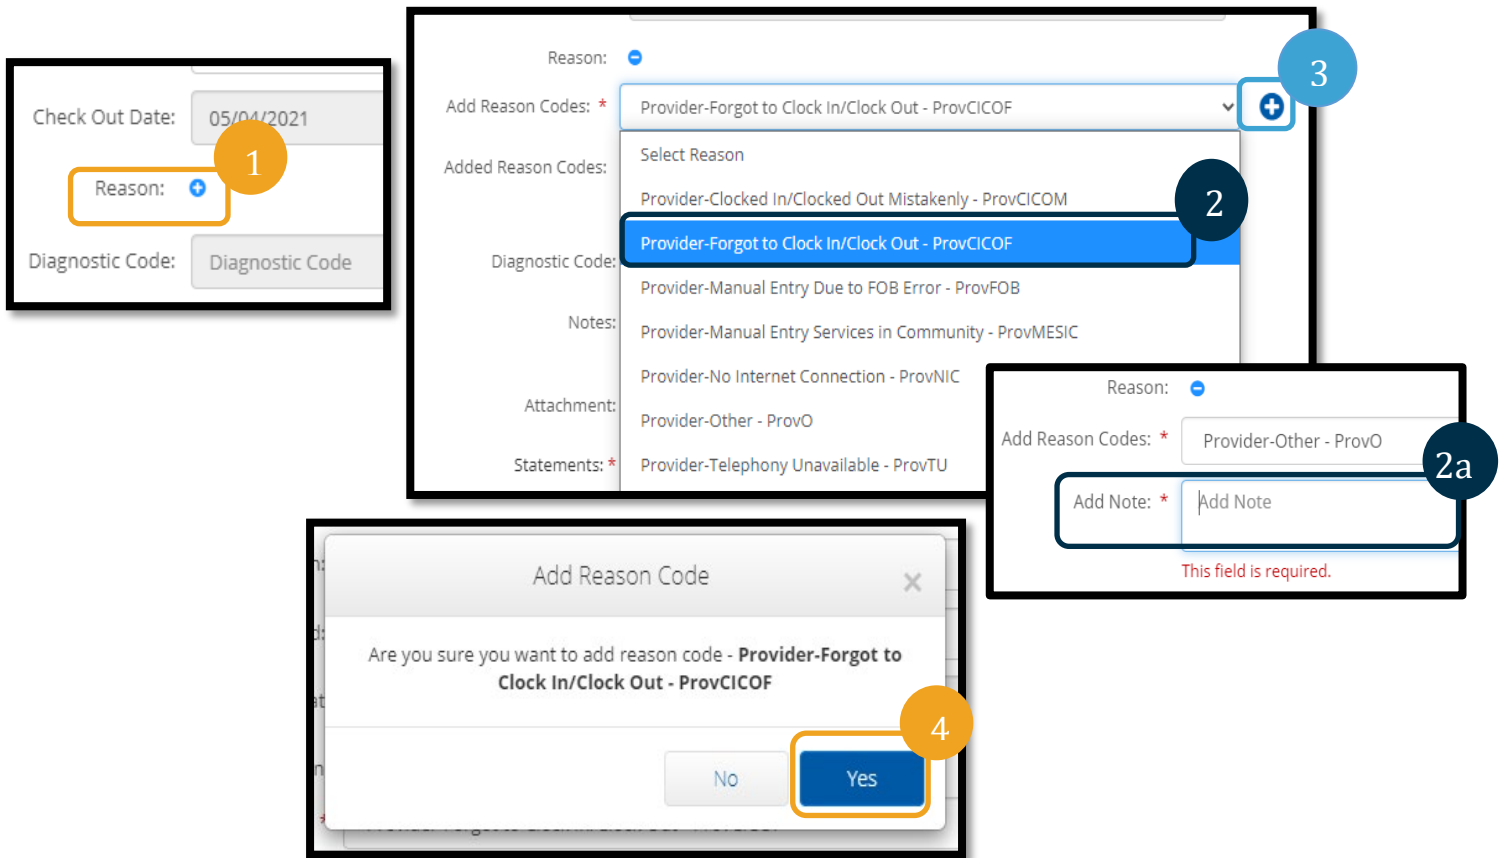 Check Out Date:
05/04/2021
1
Reason:
Diagnostic Code:
Diagnostic Code
Reason:
3
Add Reason Codes: *
Provider-Forgot to Clock In/Clock Out - ProvCICOF
Added Reason Codes:
Select Reason
Provider-Clocked In/Clocked Out Mistakenly - ProvCICOM
2
Provider-Forgot to Clock In/Clock Out - ProvCICOF
Diagnostic Code:
Provider-Manual Entry Due to FOB Error - ProvFOB
Notes:
Provider-Manual Entry Services in Community - ProvMESIC
Provider-No Internet Connection - ProvNIC
Attachment:
Provider-Other - ProvO
Statements: *
Provider-Telephony Unavailable - ProvTU
Reason:
Add Reason Codes: *
Provider-Other - ProvO
2a
Add Note: *
Add Note
This field is required.
Add Reason Code
×
Are you sure you want to add reason code - Provider-Forgot to
Clock In/Clock Out - ProvCICOF
4
No
Yes